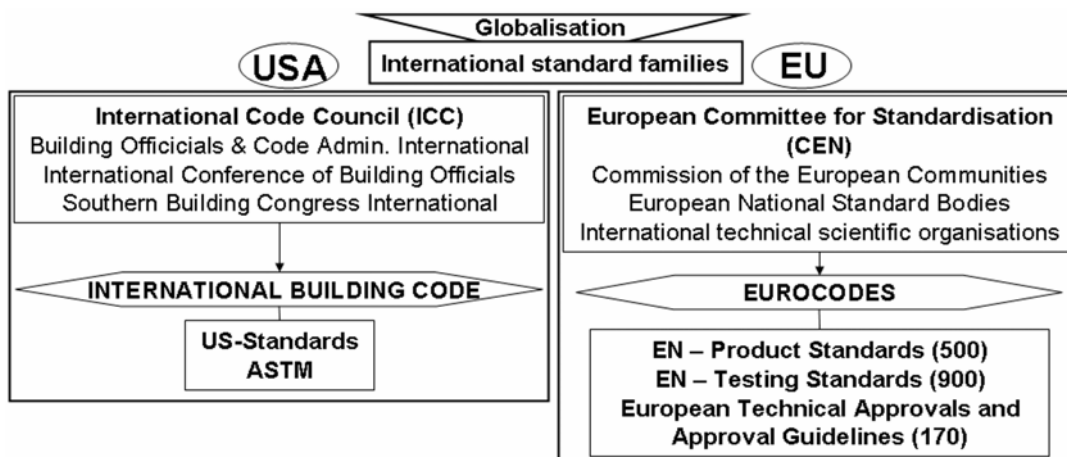 Globalisation
International standard families
USA
EU
International Code Council (ICC)
Building Officicials & Code Admin. International
International Conference of Building Officials
Southern Building Congress International
INTERNATIONAL BUILDING CODE
US-Standards
ASTM
European Committee for Standardisation
(CEN)
Commission of the European Communities
European National Standard Bodies
International technical scientific organisations
EUROCODES
EN – Product Standards (500)
EN – Testing Standards (900)
European Technical Approvals and
Approval Guidelines (170)